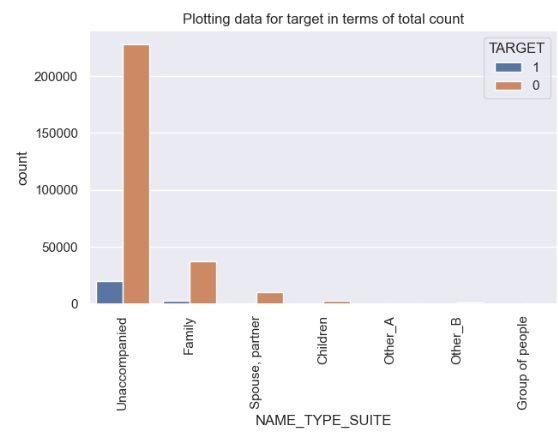 Plotting data for target in terms of total count
TARGET
1
0
count
200000
150000
100000
50000
0
Unaccompanied
Family
Spouse, partner
Children
Other_A
Other_B
Group of people
NAME_TYPE_SUITE